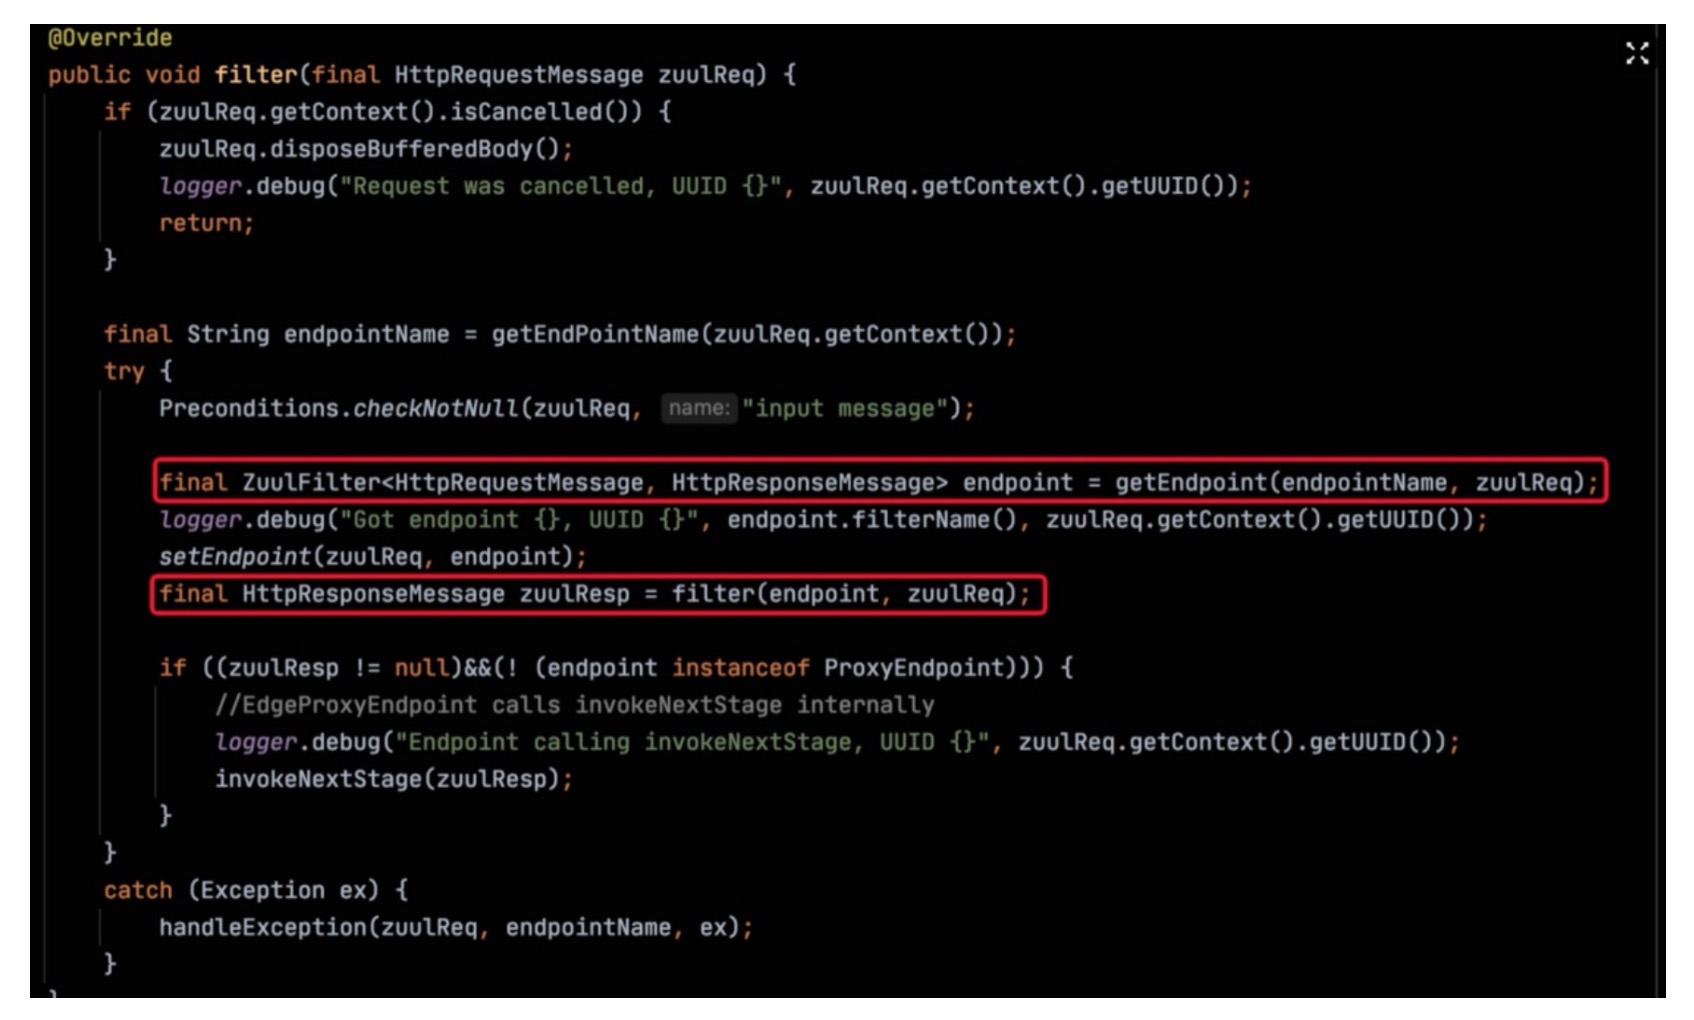 @Override
public void filter(final HttpRequestMessage zuulReq) {
if (zuulReq.getContext().isCancelled()) {
zuulReq.disposeBufferedBody();
logger.debug("Request was cancelled, UUID {}", zuulReq.getContext().getUUID());
return;
}
final String endpointName = getEndPointName(zuulReq.getContext());
try {
Preconditions.checkNotNull(zuulReq, name: "input message");
final ZuulFilter<HttpRequestMessage, HttpResponseMessage> endpoint = getEndpoint(endpointName, zuulReq);
logger.debug("Got endpoint {}, UUID {}", endpoint.filterName(), zuulReq.getContext().getUUID());
setEndpoint(zuulReq, endpoint);
final HttpResponseMessage zuulResp = filter(endpoint, zuulReq);
if ((zuulResp != null)&&(! (endpoint instanceof ProxyEndpoint))) {
//EdgeProxyEndpoint calls invokeNextStage internally
logger.debug("Endpoint calling invokeNextStage, UUID {}", zuulReq.getContext().getUUID());
invokeNextStage(zuulResp);
}
}
catch (Exception ex) {
handleException(zuulReq, endpointName, ex);
}